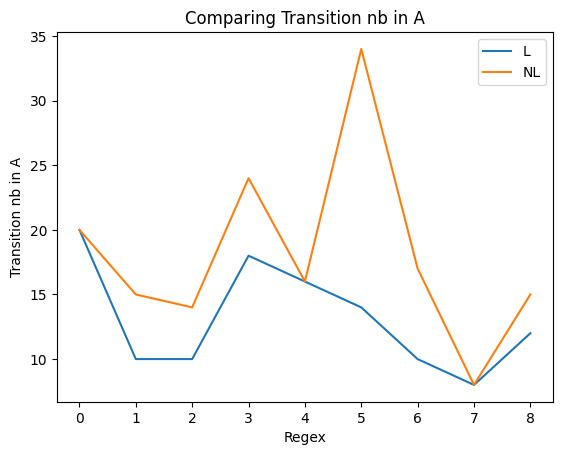 Comparing Transition nb in A
L
NL
Transition nb in A
35
30
25
20
15
10
0 1 2 3 4 5 6 7 8
Regex